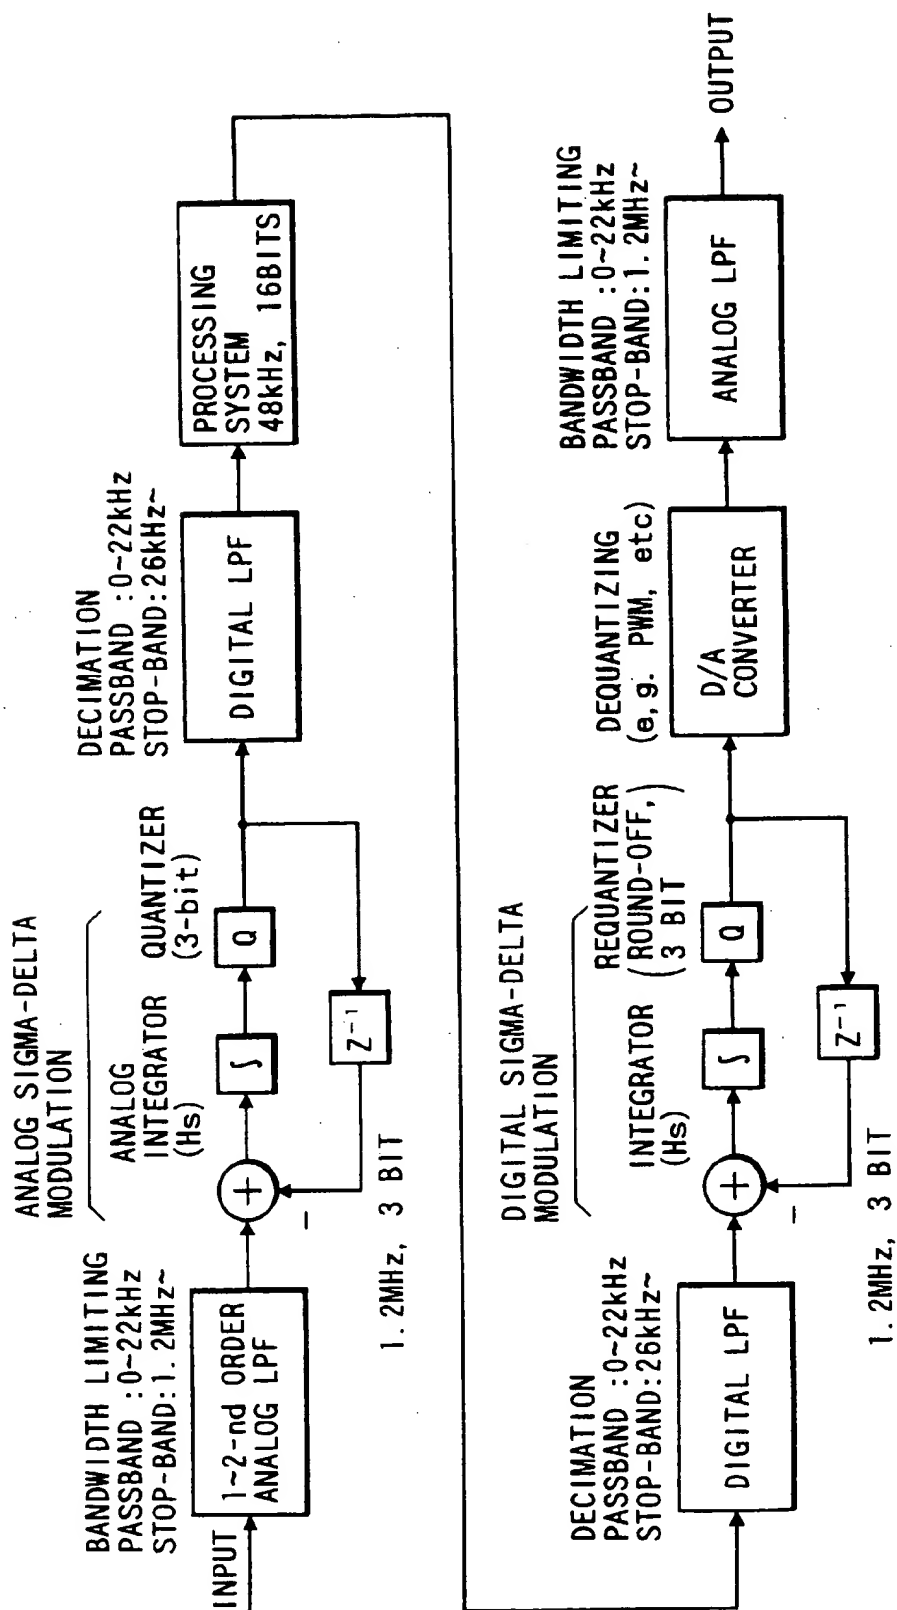 INPUT
BANDWIDTH LIMITING
PASSBAND :0~22kHz
STOP-BAND:1.2MHz~
1~2-nd ORDER
ANALOG LPF
ANALOG SIGMA-DELTA
MODULATION
ANALOG
INTEGRATOR
(Hs)
QUANTIZER
(3-bit)
+
−
∫
Q
Z⁻¹
1.2MHz, 3 BIT
DECIMATION
PASSBAND :0~22kHz
STOP-BAND:26kHz~
DIGITAL LPF
PROCESSING
SYSTEM
48kHz, 16BITS
DECIMATION
PASSBAND :0~22kHz
STOP-BAND:26kHz~
DIGITAL LPF
DIGITAL SIGMA-DELTA
MODULATION
INTEGRATOR
(Hs)
REQUANTIZER
(ROUND-OFF,
3 BIT)
+
−
∫
Q
Z⁻¹
1.2MHz, 3 BIT
DEQUANTIZING
(e,g. PWM, etc)
D/A
CONVERTER
BANDWIDTH LIMITING
PASSBAND :0~22kHz
STOP-BAND:1.2MHz~
ANALOG LPF
OUTPUT